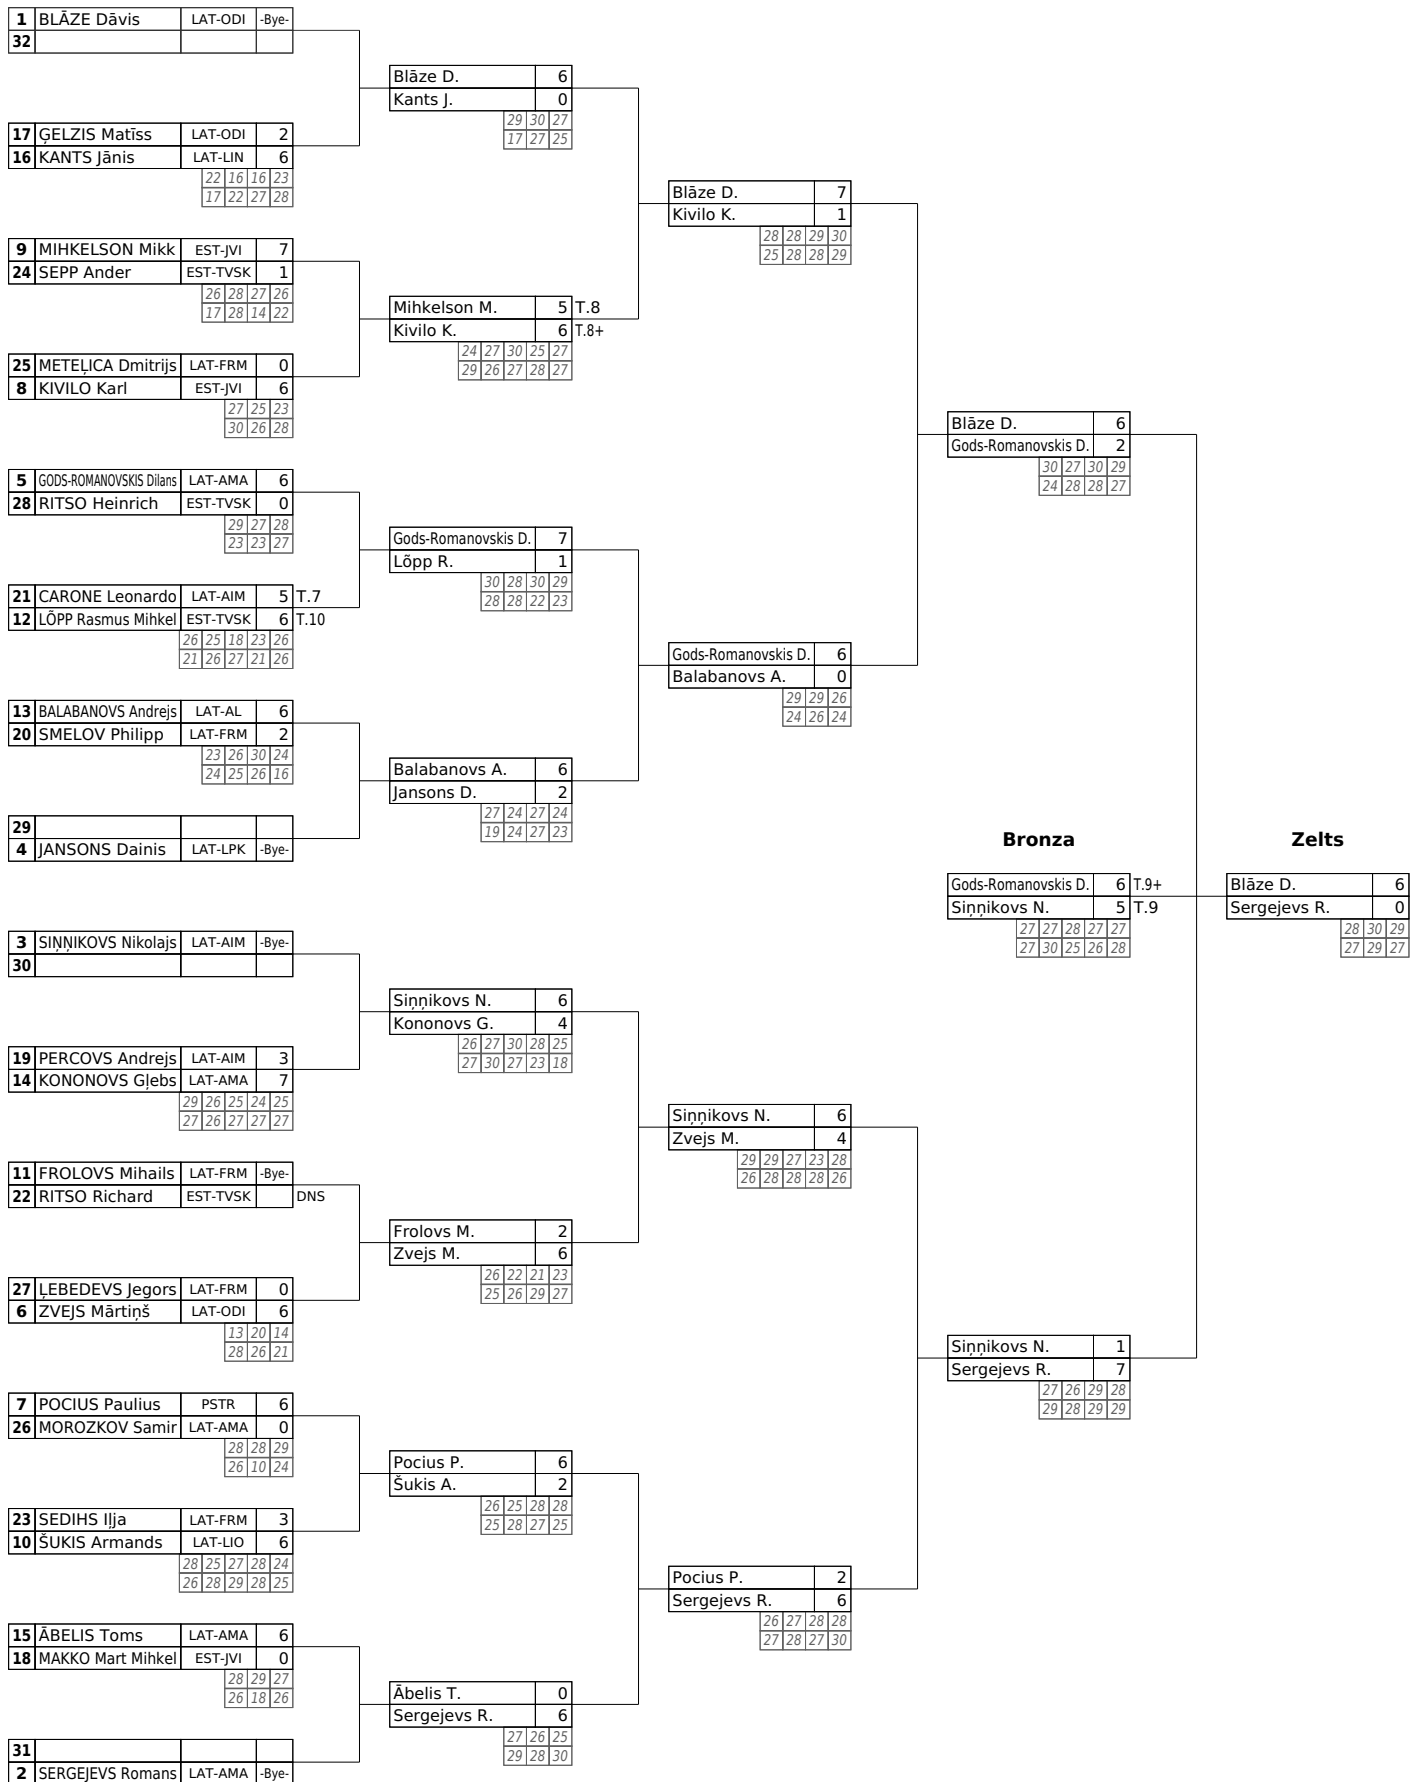 1 BLĀZE Dāvis LAT-ODI -Bye-
32
Blāze D. 6
Kants J. 0
29 30 27
17 27 25
17 ĢELZIS Matīss LAT-ODI 2
16 KANTS Jānis LAT-LIN 6
22 16 16 23
17 22 27 28
Blāze D. 7
Kivilo K. 1
28 28 29 30
25 28 28 29
9 MIHKELSON Mikk EST-JVI 7
24 SEPP Ander EST-TVSK 1
26 28 27 26
17 28 14 22
Mihkelson M. 5 T.8
Kivilo K. 6 T.8+
24 27 30 25 27
29 26 27 28 27
25 METEĻICA Dmitrijs LAT-FRM 0
8 KIVILO Karl EST-JVI 6
27 25 23
30 26 28
Blāze D. 6
Gods-Romanovskis D. 2
30 27 30 29
24 28 28 27
5 GODS-ROMANOVSKIS Dilans LAT-AMA 6
28 RITSO Heinrich EST-TVSK 0
29 27 28
23 23 27
Gods-Romanovskis D. 7
Lõpp R. 1
30 28 30 29
28 28 22 23
21 CARONE Leonardo LAT-AIM 5 T.7
12 LÕPP Rasmus Mihkel EST-TVSK 6 T.10
26 25 18 23 26
21 26 27 21 26
Gods-Romanovskis D. 6
Balabanovs A. 0
29 29 26
24 26 24
13 BALABANOVS Andrejs LAT-AL 6
20 SMELOV Philipp LAT-FRM 2
23 26 30 24
24 25 26 16
Balabanovs A. 6
Jansons D. 2
27 24 27 24
19 24 27 23
29
4 JANSONS Dainis LAT-LPK -Bye-
Bronza Zelts
Gods-Romanovskis D. 6 T.9+
Siņņikovs N. 5 T.9
27 27 28 27 27
27 30 25 26 28
Blāze D. 6
Sergejevs R. 0
28 30 29
27 29 27
3 SIŅŅIKOVS Nikolajs LAT-AIM -Bye-
30
Siņņikovs N. 6
Kononovs G. 4
26 27 30 28 25
27 30 27 23 18
19 PERCOVS Andrejs LAT-AIM 3
14 KONONOVS Gļebs LAT-AMA 7
29 26 25 24 25
27 26 27 27 27
Siņņikovs N. 6
Zvejs M. 4
29 29 27 23 28
26 28 28 28 26
11 FROLOVS Mihails LAT-FRM -Bye-
22 RITSO Richard EST-TVSK DNS
Frolovs M. 2
Zvejs M. 6
26 22 21 23
25 26 29 27
27 ĻEBEDEVS Jegors LAT-FRM 0
6 ZVEJS Mārtiņš LAT-ODI 6
13 20 14
28 26 21
Siņņikovs N. 1
Sergejevs R. 7
27 26 29 28
29 28 29 29
7 POCIUS Paulius PSTR 6
26 MOROZKOV Samir LAT-AMA 0
28 28 29
26 10 24
Pocius P. 6
Šukis A. 2
26 25 28 28
25 28 27 25
23 SEDIHS Iļja LAT-FRM 3
10 ŠUKIS Armands LAT-LIO 6
28 25 27 28 24
26 28 29 28 25
Pocius P. 2
Sergejevs R. 6
26 27 28 28
27 28 27 30
15 ĀBELIS Toms LAT-AMA 6
18 MAKKO Mart Mihkel EST-JVI 0
28 29 27
26 18 26
Ābelis T. 0
Sergejevs R. 6
27 26 25
29 28 30
31
2 SERGEJEVS Romans LAT-AMA -Bye-